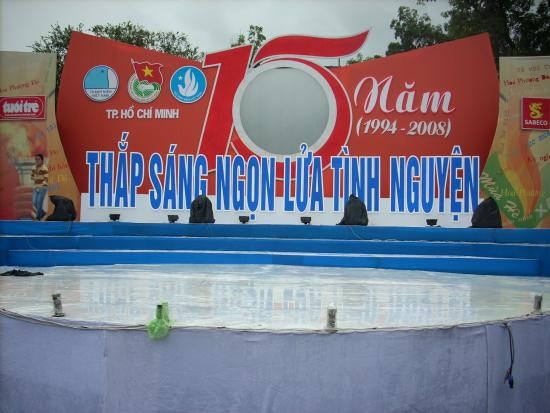 15 Năm
(1994 - 2008)
TP. HỒ CHÍ MINH
THẮP SÁNG NGỌN LỬA TÌNH NGUYỆN
tuổi trẻ
SABECO